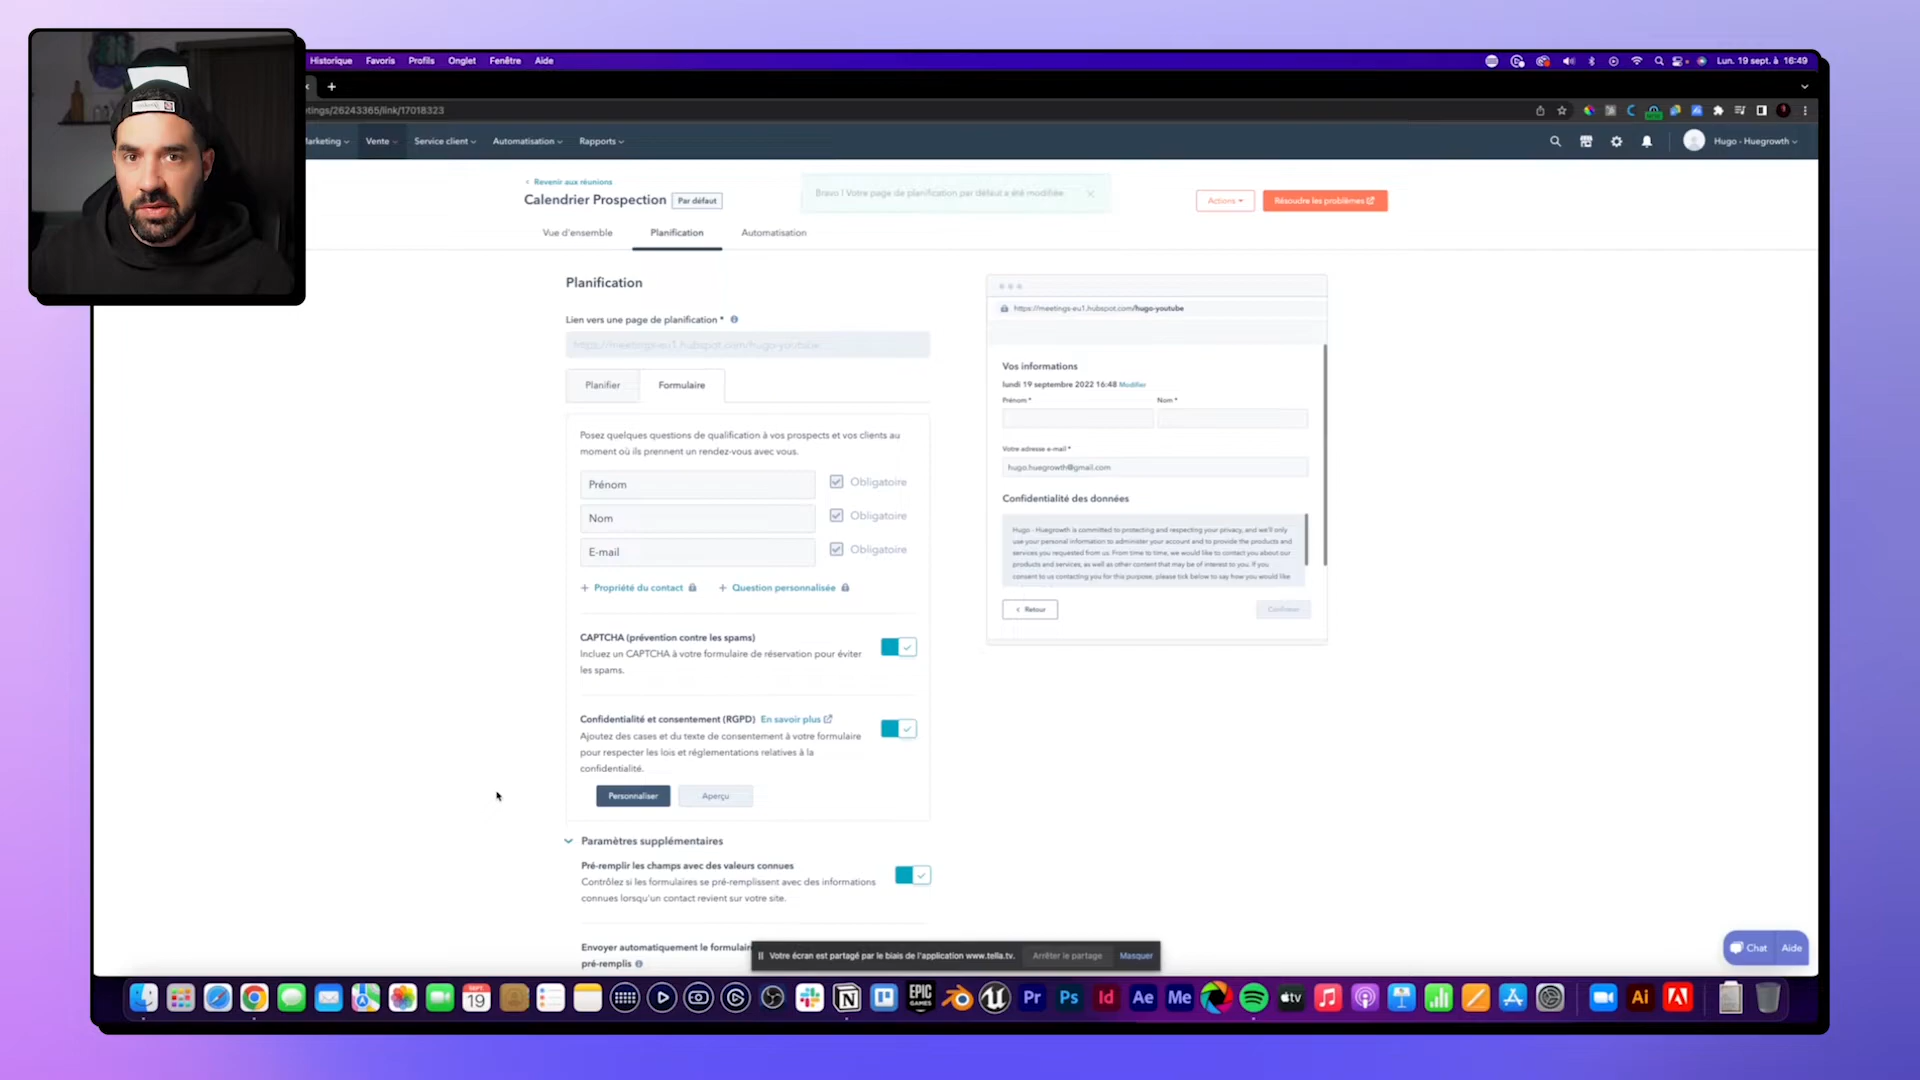 Historique Favoris Profils Onglet Fenêtre Aide
Lun. 19 sept. à 16:49
tings/26243365/link/17018323
Marketing Vente Service client Automatisation Rapports
Hugo - Huegrowth
Revenir aux réunions
Calendrier Prospection Par défaut
Bravo ! Votre page de planification par défaut a été modifiée.
Actions
Résoudre les problèmes
Vue d'ensemble Planification Automatisation
Planification
Lien vers une page de planification *
https://meetings-eu1.hubspot.com/hugo-youtube
Planifier Formulaire
Posez quelques questions de qualification à vos prospects et vos clients au
moment où ils prennent un rendez-vous avec vous.
Prénom Obligatoire
Nom Obligatoire
E-mail Obligatoire
+ Propriété du contact + Question personnalisée
CAPTCHA (prévention contre les spams)
Incluez un CAPTCHA à votre formulaire de réservation pour éviter
les spams.
Confidentialité et consentement (RGPD) En savoir plus
Ajoutez des cases et du texte de consentement à votre formulaire
pour respecter les lois et réglementations relatives à la
confidentialité.
Personnaliser Aperçu
Paramètres supplémentaires
Pré-remplir les champs avec des valeurs connues
Contrôlez si les formulaires se pré-remplissent avec des informations
connues lorsqu'un contact revient sur votre site.
Envoyer automatiquement le formulaire
pré-remplis
https://meetings-eu1.hubspot.com/hugo-youtube
Vos informations
lundi 19 septembre 2022 16:48 Modifier
Prénom * Nom *
Votre adresse e-mail *
hugo.huegrowth@gmail.com
Confidentialité des données
Hugo - Huegrowth is committed to protecting and respecting your privacy, and we'll only
use your personal information to administer your account and to provide the products and
services you requested from us. From time to time, we would like to contact you about our
products and services, as well as other content that may be of interest to you. If you
consent to us contacting you for this purpose, please tick below to say how you would like
Retour
Confirmer
Votre écran est partagé par le biais de l'application www.tella.tv. Arrêter le partage Masquer
Chat Aide
SEPT.
19
EPIC
GAMES
Pr Ps Id Ae Me
tv
Ai